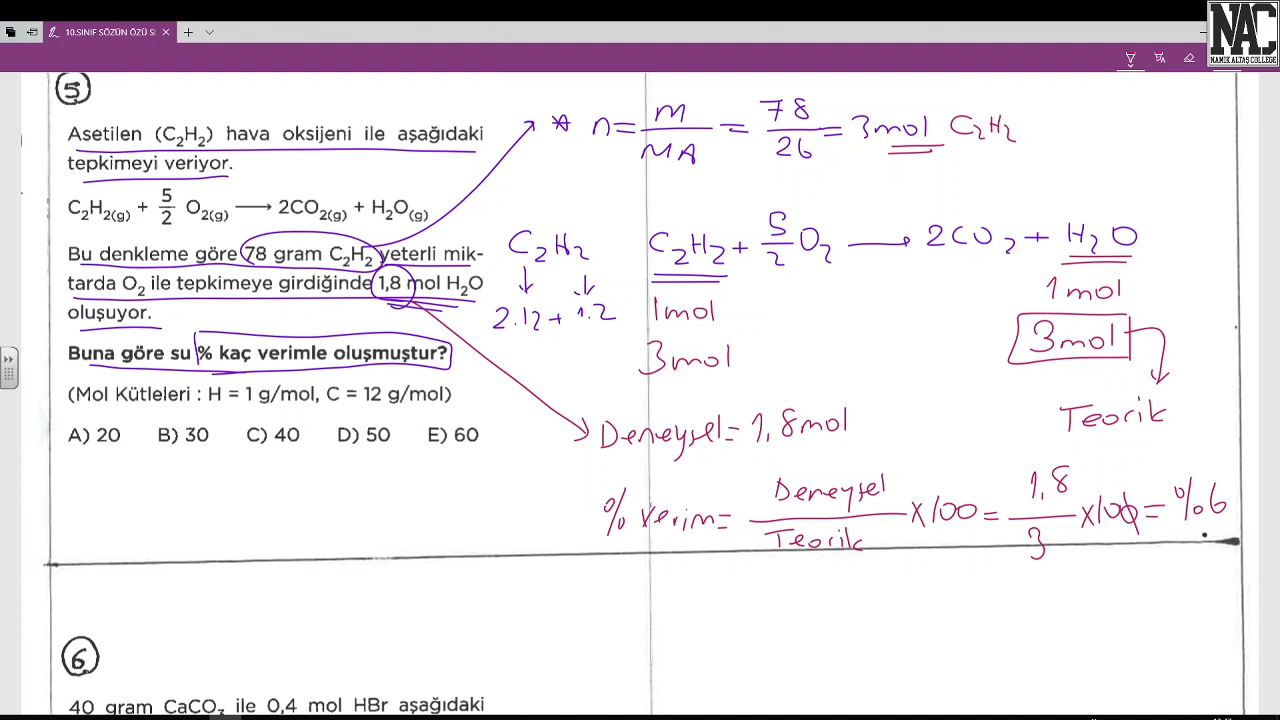 10.SINIF SÖZÜN ÖZÜ S
NAC
NAMIK ALTAŞ COLLEGE
5
Asetilen (C₂H₂) hava oksijeni ile aşağıdaki
tepkimeyi veriyor.
C₂H₂(g) + 5/2 O₂(g) → 2CO₂(g) + H₂O(g)
Bu denkleme göre 78 gram C₂H₂ yeterli mik-
tarda O₂ ile tepkimeye girdiğinde 1,8 mol H₂O
oluşuyor.
Buna göre su % kaç verimle oluşmuştur?
(Mol Kütleleri : H = 1 g/mol, C = 12 g/mol)
A) 20 B) 30 C) 40 D) 50 E) 60
* n = m/MA = 78/26 = 3mol C₂H₂
C₂H₂
2.12 + 1.2
C₂H₂ + 5/2 O₂ → 2CO₂ + H₂O
1mol 1mol
3mol 3mol
Teorik
Deneysel = 1,8mol
% verim = Deneysel/Teorik x100 = 1,8/3 x100 = %6
6
40 gram CaCO₃ ile 0,4 mol HBr aşağıdaki